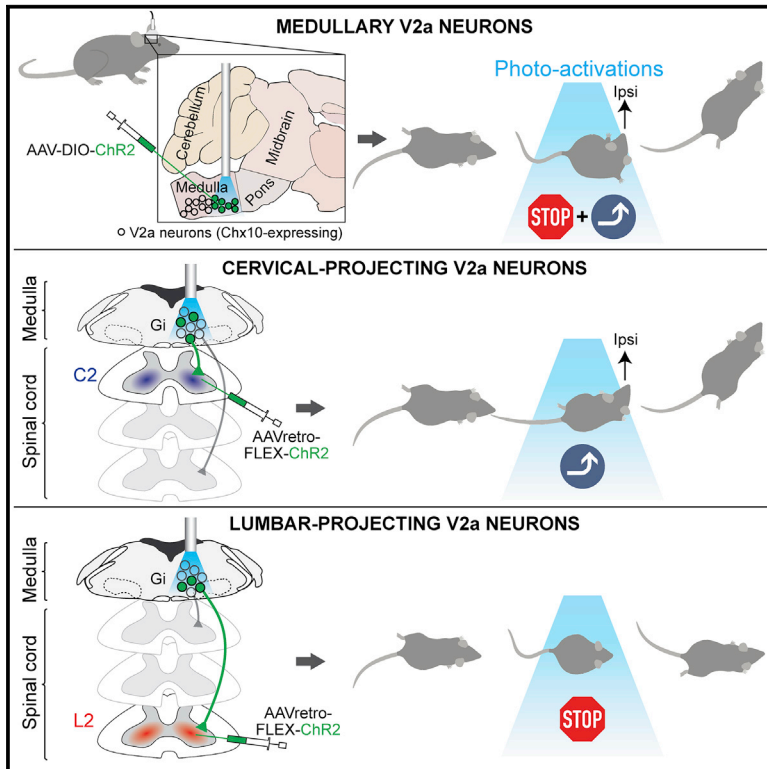 MEDULLARY V2a NEURONS
Photo-activations
Ipsi
Cerebellum
Midbrain
AAV-DIO-ChR2
Medulla
Pons
V2a neurons (Chx10-expressing)
STOP
+
CERVICAL-PROJECTING V2a NEURONS
Medulla
Gi
Ipsi
Spinal cord
C2
AAVretro-
FLEX-ChR2
LUMBAR-PROJECTING V2a NEURONS
Medulla
Gi
Spinal cord
L2
AAVretro-
FLEX-ChR2
STOP